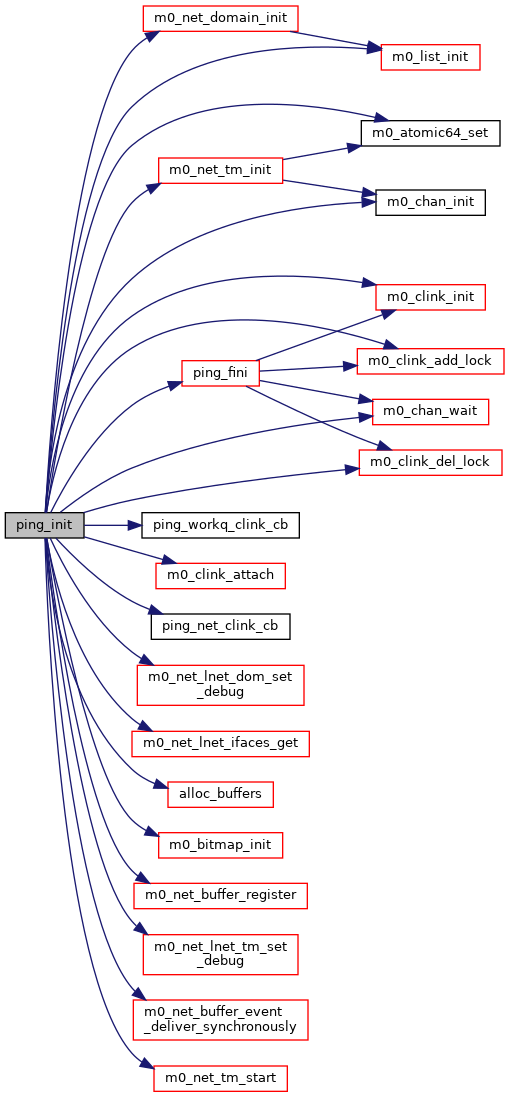 m0_net_domain_init
m0_list_init
m0_atomic64_set
m0_net_tm_init
m0_chan_init
m0_clink_init
m0_clink_add_lock
ping_fini
m0_chan_wait
m0_clink_del_lock
ping_init
ping_workq_clink_cb
m0_clink_attach
ping_net_clink_cb
m0_net_lnet_dom_set
_debug
m0_net_lnet_ifaces_get
alloc_buffers
m0_bitmap_init
m0_net_buffer_register
m0_net_lnet_tm_set
_debug
m0_net_buffer_event
_deliver_synchronously
m0_net_tm_start